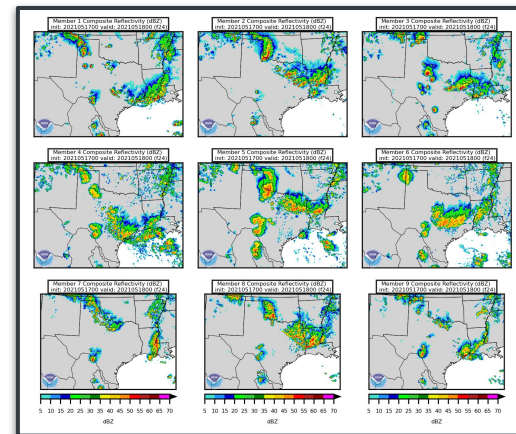 Member 1 Composite Reflectivity (dBZ)
init: 2021051700 valid: 2021051800 (f24)
Member 2 Composite Reflectivity (dBZ)
init: 2021051700 valid: 2021051800 (f24)
Member 3 Composite Reflectivity (dBZ)
init: 2021051700 valid: 2021051800 (f24)
Member 4 Composite Reflectivity (dBZ)
init: 2021051700 valid: 2021051800 (f24)
Member 5 Composite Reflectivity (dBZ)
init: 2021051700 valid: 2021051800 (f24)
Member 6 Composite Reflectivity (dBZ)
init: 2021051700 valid: 2021051800 (f24)
Member 7 Composite Reflectivity (dBZ)
init: 2021051700 valid: 2021051800 (f24)
Member 8 Composite Reflectivity (dBZ)
init: 2021051700 valid: 2021051800 (f24)
Member 9 Composite Reflectivity (dBZ)
init: 2021051700 valid: 2021051800 (f24)
5 10 15 20 25 30 35 40 45 50 55 60 65 70
5 10 15 20 25 30 35 40 45 50 55 60 65 70
5 10 15 20 25 30 35 40 45 50 55 60 65 70
dBZ
dBZ
dBZ